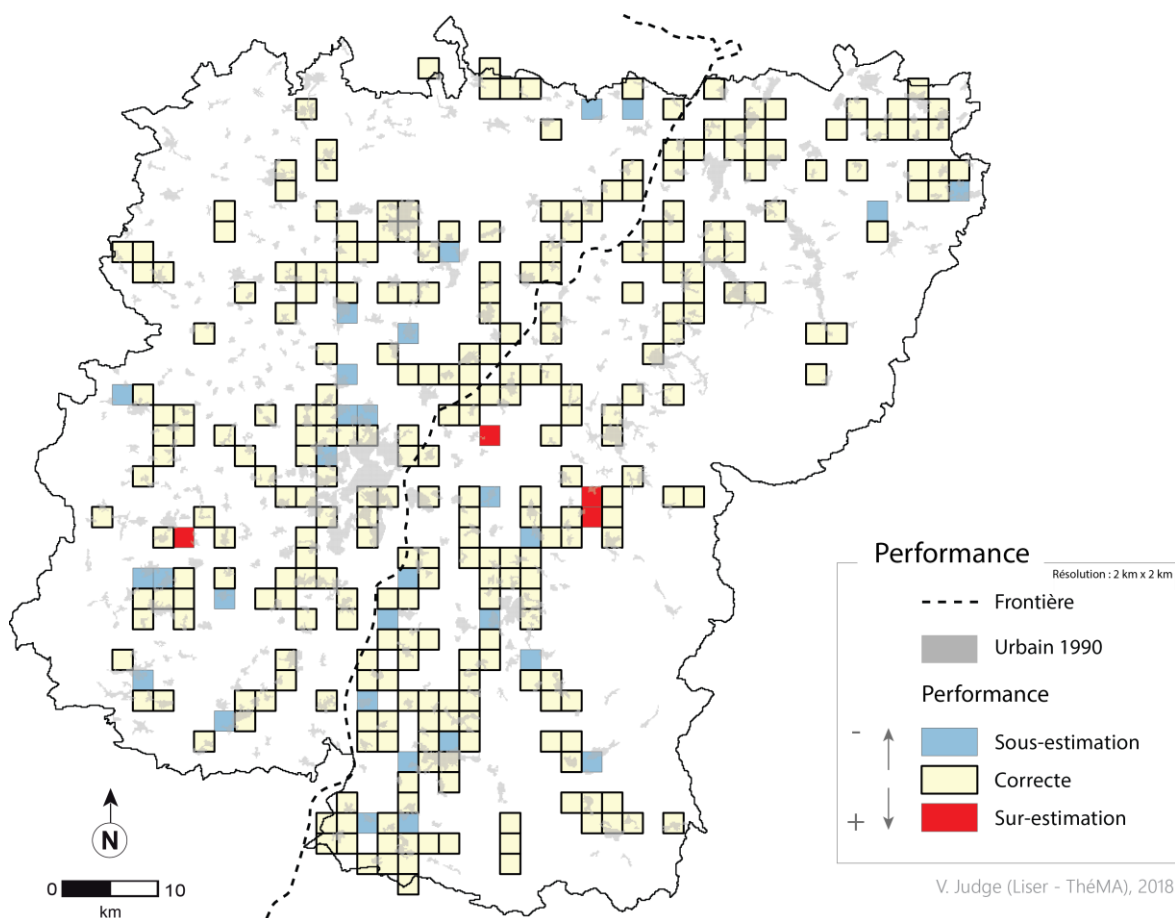 Performance
Résolution : 2 km x 2 km
Frontière
Urbain 1990
Performance
-
Sous-estimation
Correcte
+
Sur-estimation
N
0 10
km
V. Judge (Liser - ThéMA), 2018